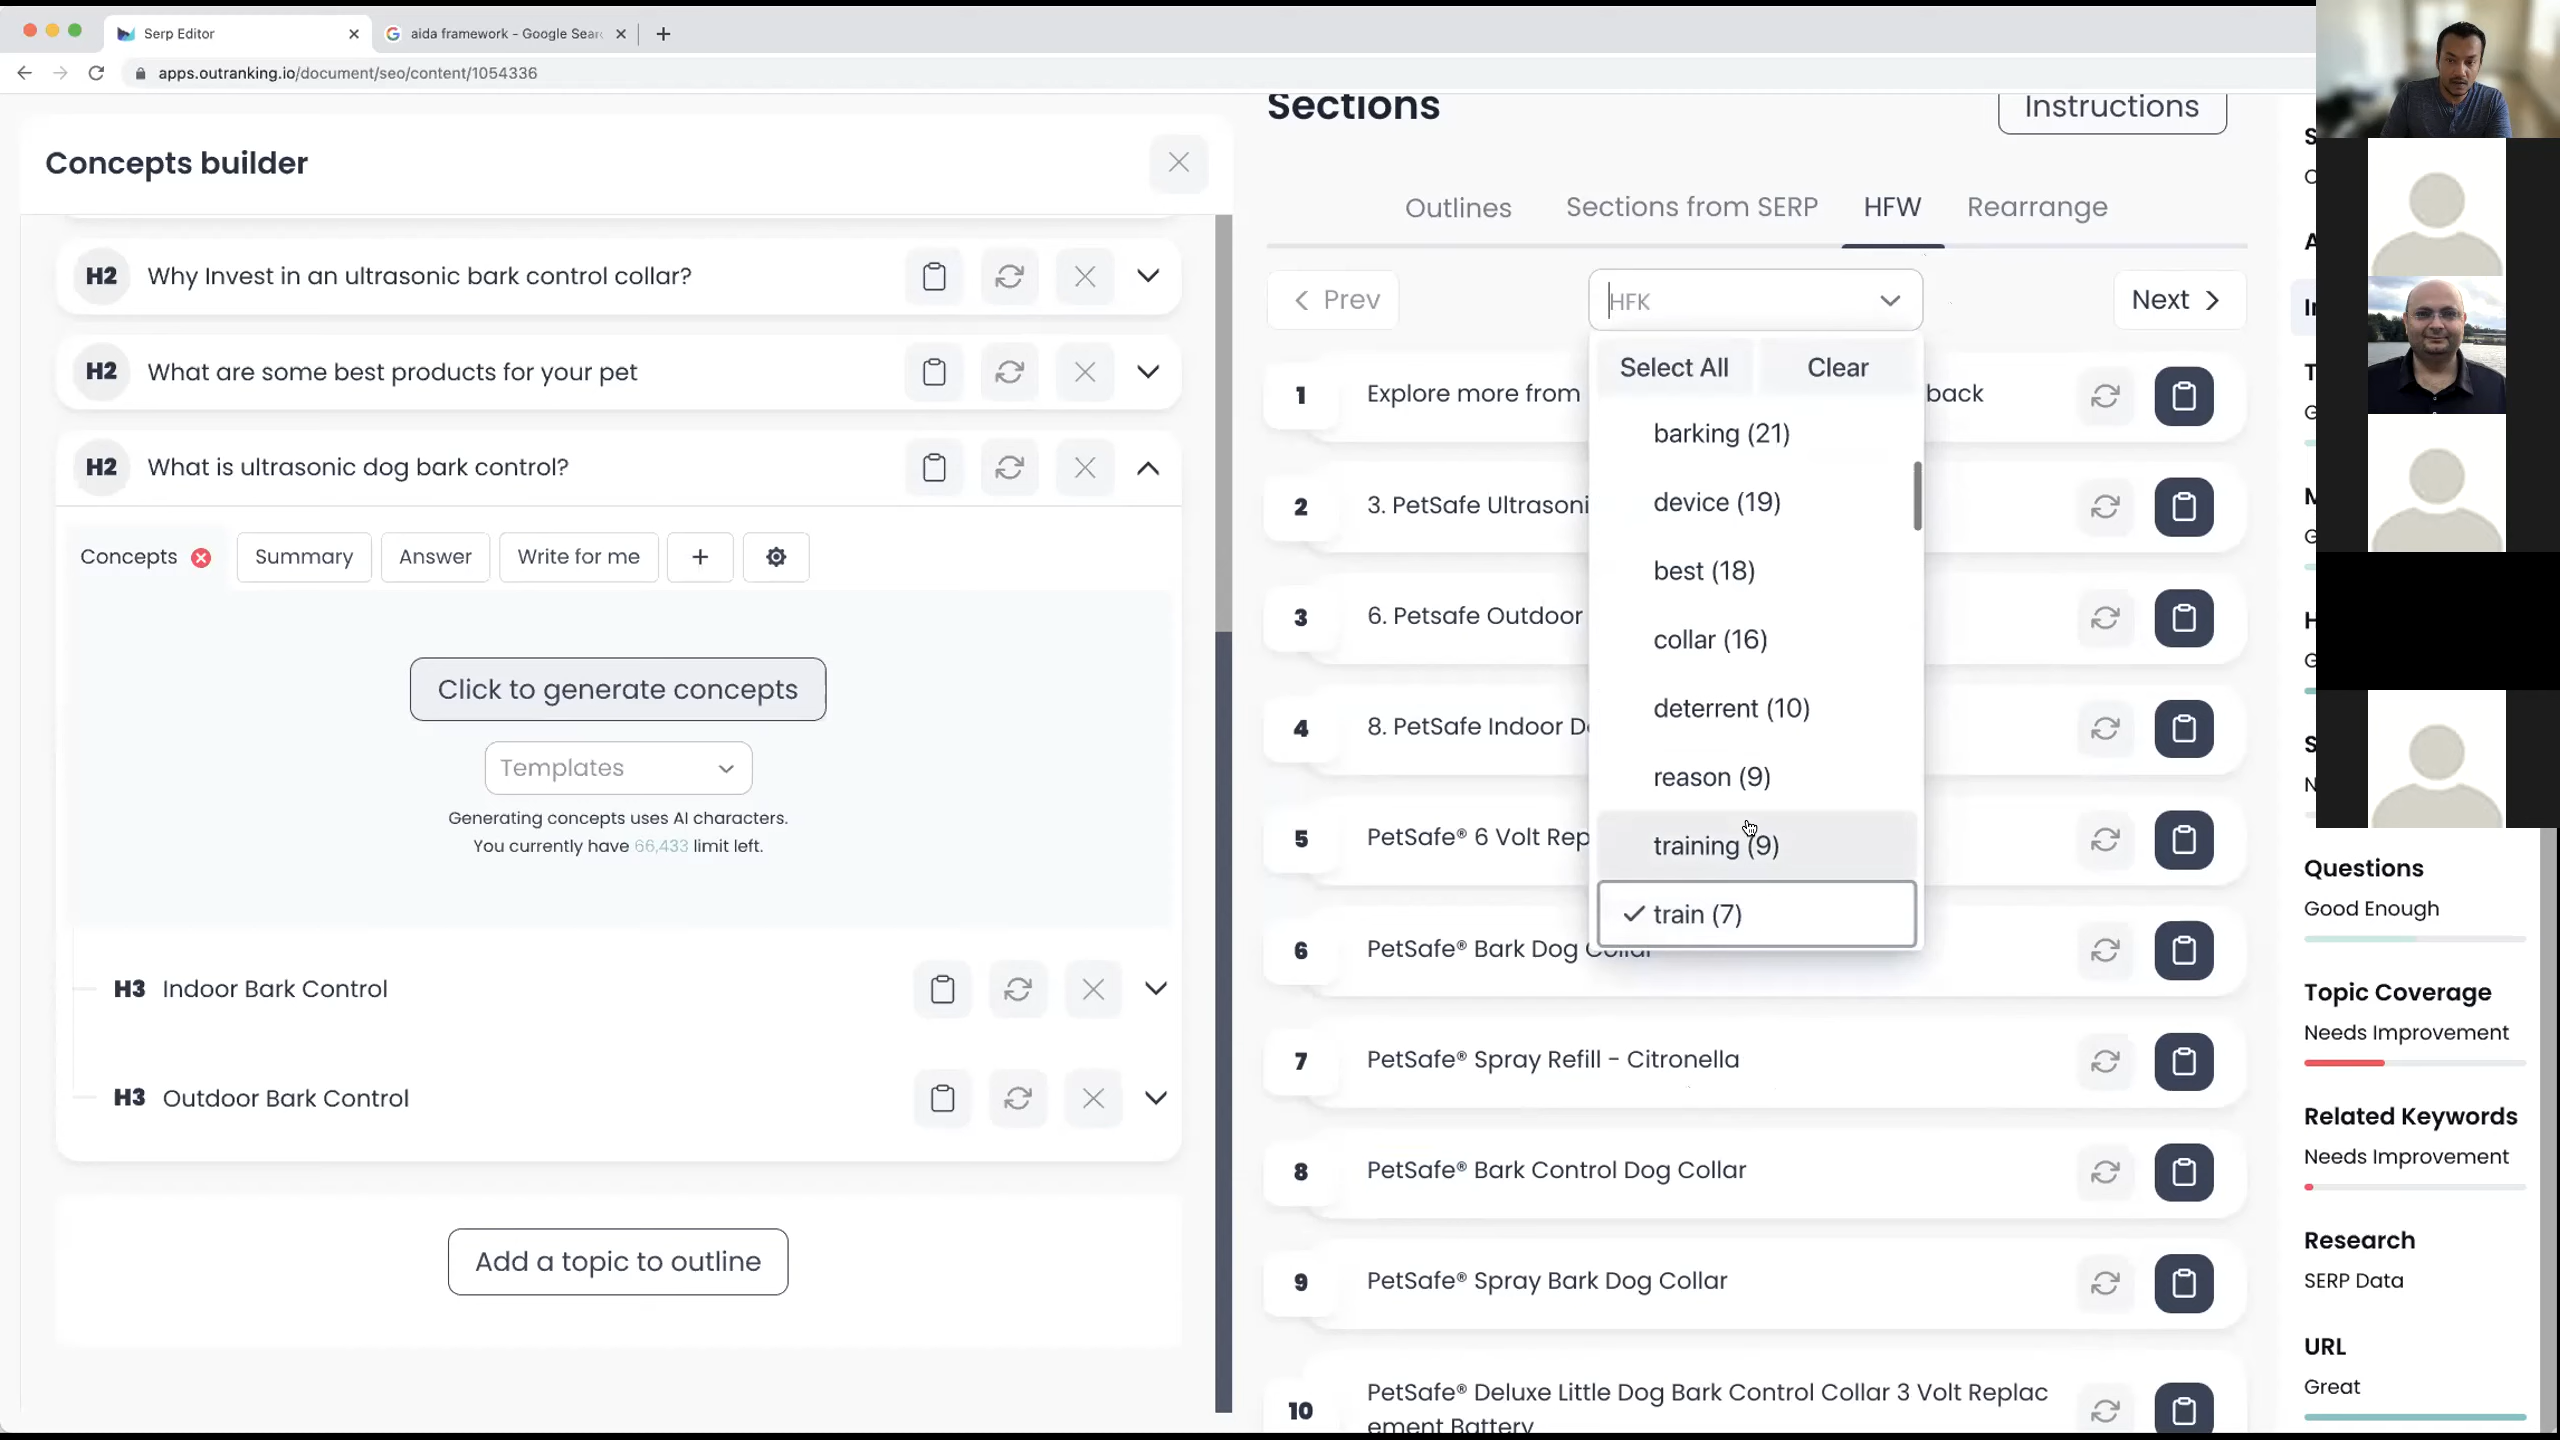 Serp Editor
aida framework - Google Sear
apps.outranking.io/document/seo/content/1054336
Concepts builder
H2 Why Invest in an ultrasonic bark control collar?
H2 What are some best products for your pet
H2 What is ultrasonic dog bark control?
Concepts Summary Answer Write for me +
Click to generate concepts
Templates
Generating concepts uses AI characters.
You currently have 66,433 limit left.
H3 Indoor Bark Control
H3 Outdoor Bark Control
Add a topic to outline
Sections
Instructions
Outlines Sections from SERP HFW Rearrange
Prev
HFK
Next
Select All Clear
barking (21)
device (19)
best (18)
collar (16)
deterrent (10)
reason (9)
training (9)
train (7)
1 Explore more from back
2 3. PetSafe Ultrasoni
3 6. Petsafe Outdoor
4 8. PetSafe Indoor D
5 PetSafe® 6 Volt Rep
6 PetSafe® Bark Dog Collar
7 PetSafe® Spray Refill - Citronella
8 PetSafe® Bark Control Dog Collar
9 PetSafe® Spray Bark Dog Collar
10 PetSafe® Deluxe Little Dog Bark Control Collar 3 Volt Replac
ement Battery
Questions
Good Enough
Topic Coverage
Needs Improvement
Related Keywords
Needs Improvement
Research
SERP Data
URL
Great